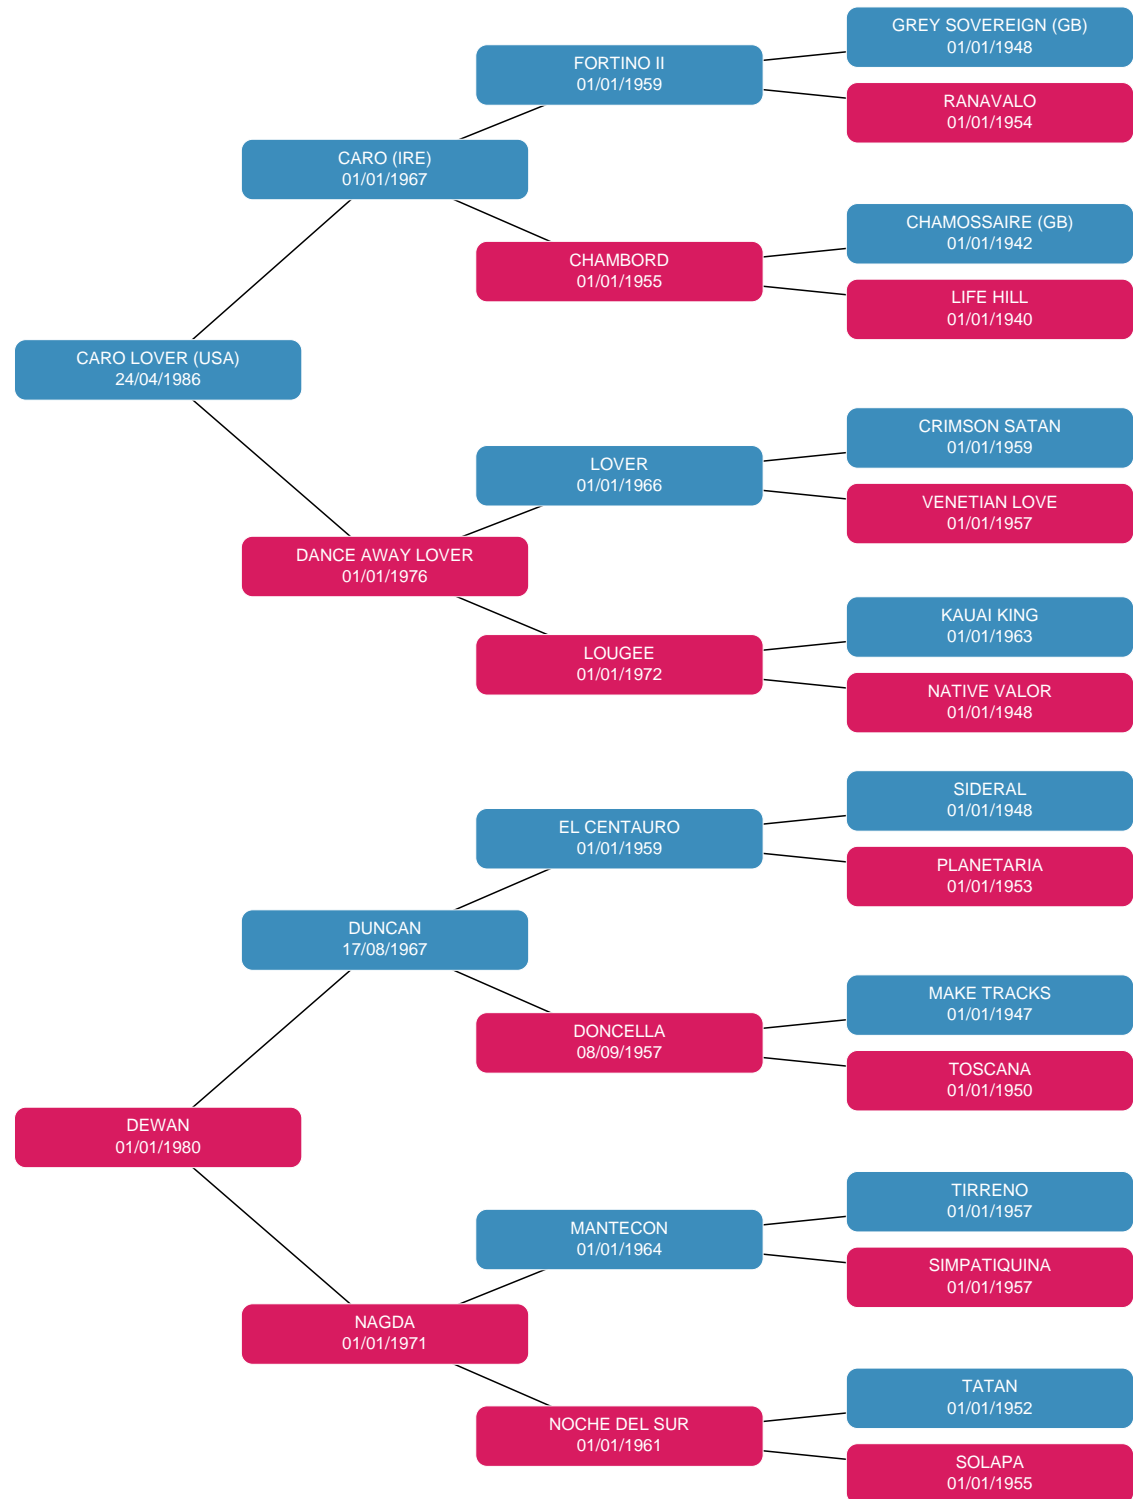 GREY SOVEREIGN (GB)
01/01/1948
FORTINO II
01/01/1959
RANAVALO
01/01/1954
CARO (IRE)
01/01/1967
CHAMOSSAIRE (GB)
01/01/1942
CHAMBORD
01/01/1955
LIFE HILL
01/01/1940
CARO LOVER (USA)
24/04/1986
CRIMSON SATAN
01/01/1959
LOVER
01/01/1966
VENETIAN LOVE
01/01/1957
DANCE AWAY LOVER
01/01/1976
KAUAI KING
01/01/1963
LOUGEE
01/01/1972
NATIVE VALOR
01/01/1948
SIDERAL
01/01/1948
EL CENTAURO
01/01/1959
PLANETARIA
01/01/1953
DUNCAN
17/08/1967
MAKE TRACKS
01/01/1947
DONCELLA
08/09/1957
TOSCANA
01/01/1950
DEWAN
01/01/1980
TIRRENO
01/01/1957
MANTECON
01/01/1964
SIMPATIQUINA
01/01/1957
NAGDA
01/01/1971
TATAN
01/01/1952
NOCHE DEL SUR
01/01/1961
SOLAPA
01/01/1955